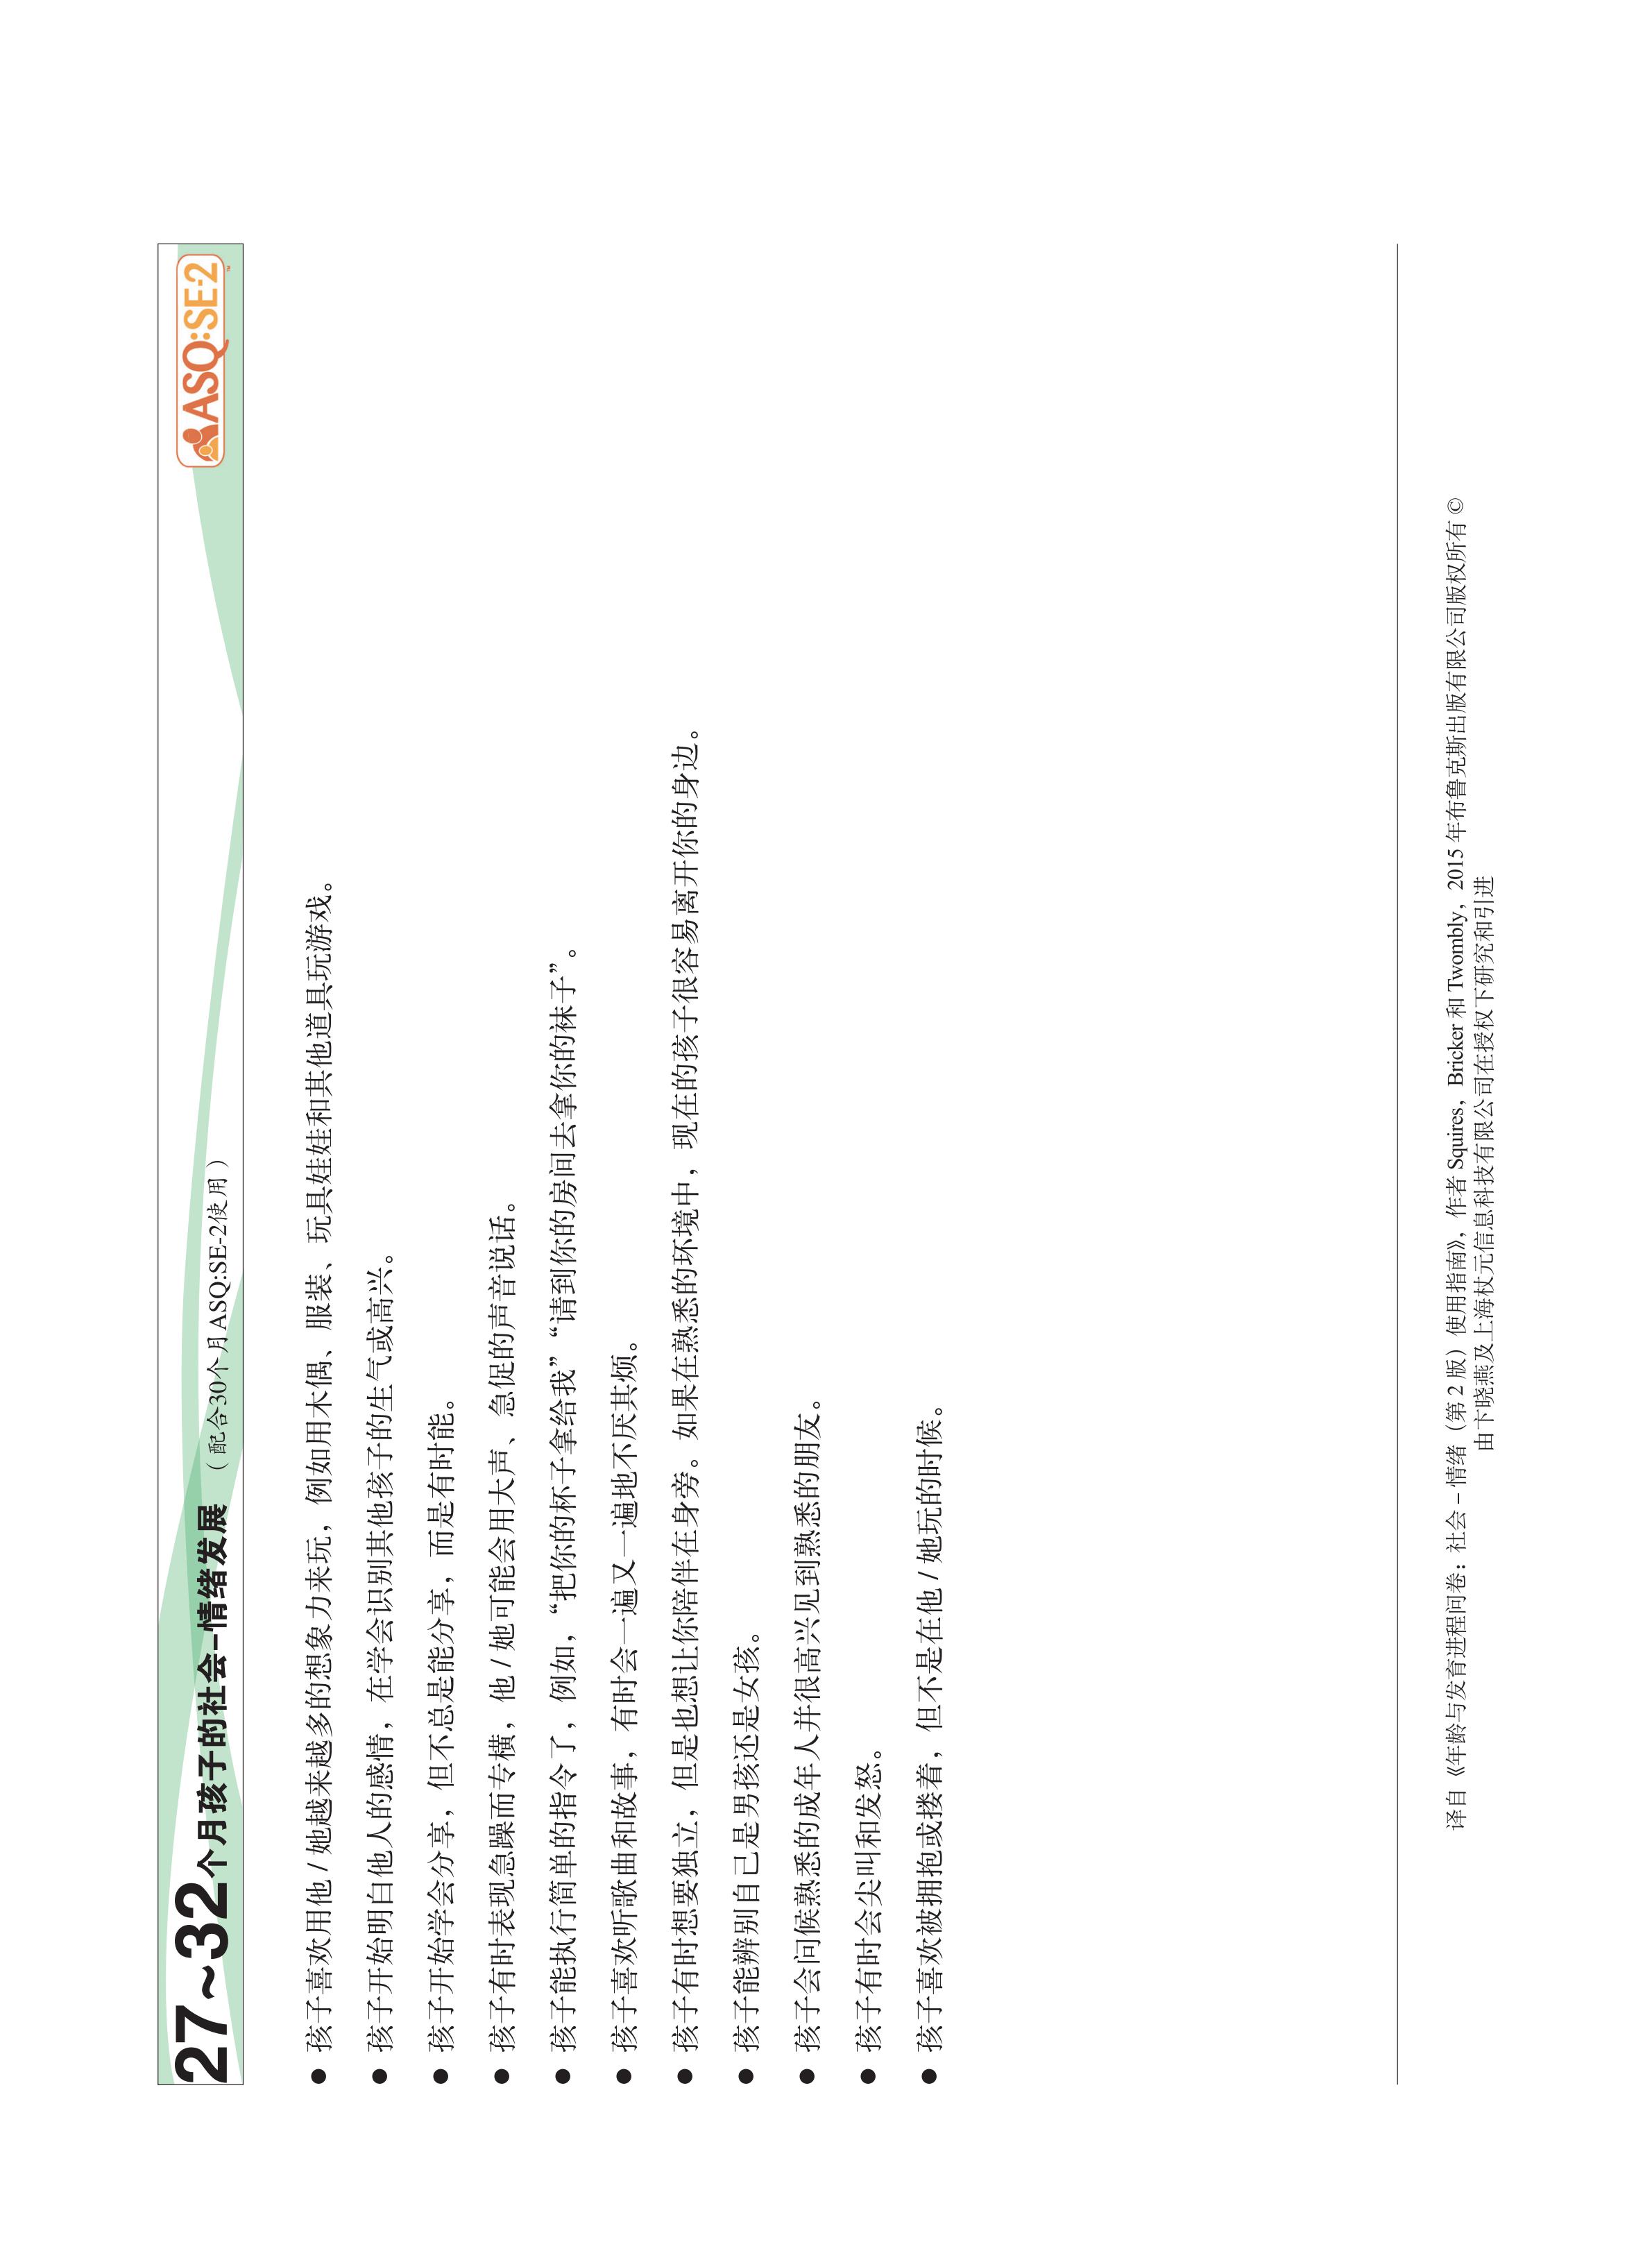 27~32个月孩子的社会–情绪发展 （配合30个月ASQ:SE-2使用） ASQ:SE-2™
● 孩子喜欢用他 / 她越来越多的想象力来玩，例如用木偶、服装、玩具娃娃和其他道具玩游戏。
● 孩子开始明白他人的感情，在学会识别其他孩子的生气或高兴。
● 孩子开始学会分享，但不总是能分享，而是有时能。
● 孩子有时表现急躁而专横，他 / 她可能会用大声、急促的声音说话。
● 孩子能执行简单的指令了，例如，“把你的杯子拿给我”“请到你的房间去拿你的袜子”。
● 孩子喜欢听歌曲和故事，有时会一遍又一遍地不厌其烦。
● 孩子有时想要独立，但是也想让你陪伴在身旁。如果在熟悉的环境中，现在的孩子很容易离开你的身边。
● 孩子能辨别自己是男孩还是女孩。
● 孩子会问候熟悉的成年人并很高兴见到熟悉的朋友。
● 孩子有时会尖叫和发怒。
● 孩子喜欢被拥抱或搂着，但不是在他 / 她玩的时候。
译自《年龄与发育进程问卷：社会 – 情绪（第 2 版）使用指南》，作者 Squires，Bricker 和 Twombly，2015 年布鲁克斯出版有限公司版权所有 ©
由卞晓燕及上海杖元信息科技有限公司在授权下研究和引进